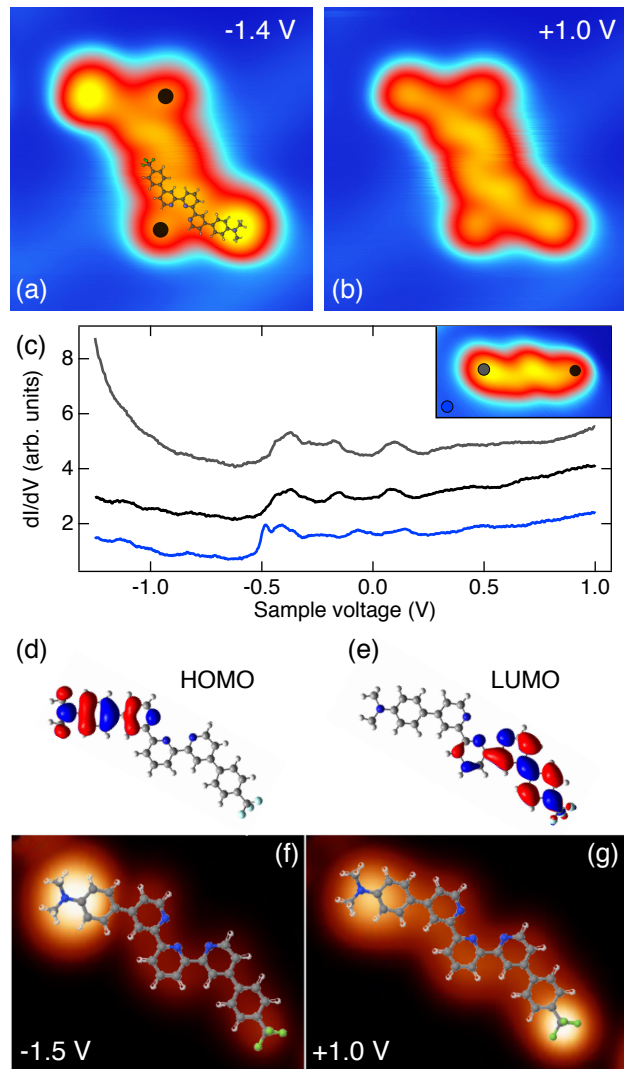 -1.4 V
+1.0 V
(a)
(b)
(c)
8
6
4
2
dI/dV (arb. units)
-1.0
-0.5
0.0
0.5
1.0
Sample voltage (V)
(d)
(e)
HOMO
LUMO
(f)
(g)
-1.5 V
+1.0 V